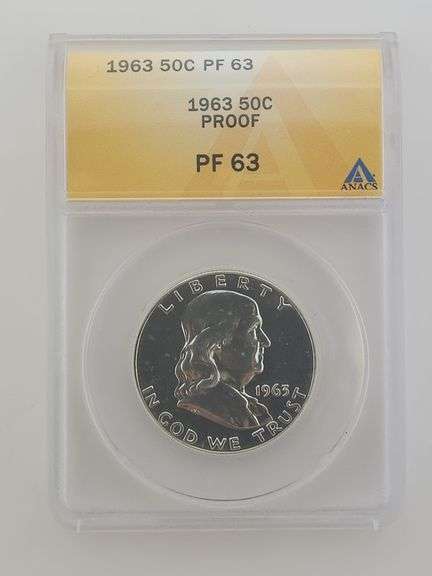 1963 50C PF 63
1963 50C
PROOF
PF 63
ANACS
LIBERTY
1963
IN GOD WE TRUST